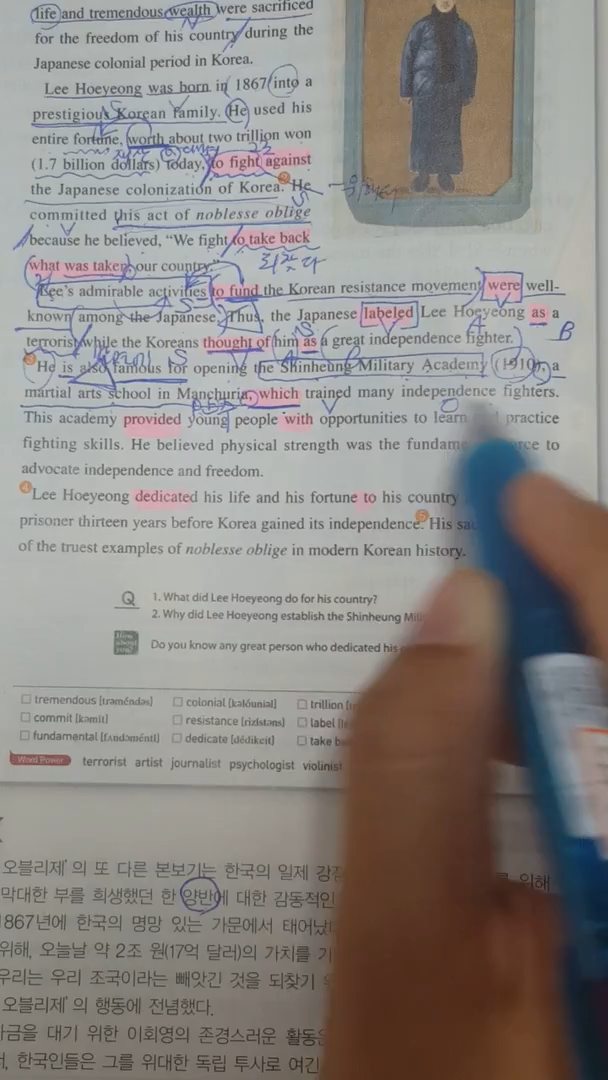 life and tremendous wealth were sacrificed
for the freedom of his country during the
Japanese colonial period in Korea.
Lee Hoeyeong was born in 1867 into a
prestigious Korean family. He used his
entire fortune, worth about two trillion won
(1.7 billion dollars) today, to fight against
the Japanese colonization of Korea. He
committed this act of noblesse oblige
because he believed, “We fight to take back
what was taken, our country.”
되찾다
Lee's admirable activities to fund the Korean resistance movement were well-
known among the Japanese. Thus, the Japanese labeled Lee Hoeyeong as a
terrorist while the Koreans thought of him as a great independence fighter.
B
He is also famous for opening the Shinheung Military Academy (1910), a
martial arts school in Manchuria, which trained many independence fighters.
This academy provided young people with opportunities to learn practice
fighting skills. He believed physical strength was the to
advocate independence and freedom.
4 Lee Hoeyeong dedicated his life and his fortune to his country
prisoner thirteen years before Korea gained its independence. 5 His
of the truest examples of noblesse oblige in modern Korean history.
Q 1. What did Lee Hoeyeong do for his country?
2. Why did Lee Hoeyeong establish the Shinheung
How about you? Do you know any great person who dedicated his
tremendous [triméndəs] colonial [kəlóuniəl] trillion
commit [kəmít] resistance [rizístəns] label
fundamental [fʌ̀ndəméntl] dedicate [dédikeit] take
Word Power terrorist artist journalist psychologist violinist
오블리제’의 또 다른 본보기는 한국의 일제 위해
막대한 부를 희생했던 한 양반에 대한 감동적인
1867년에 한국의 명망 있는 가문에서
위해, 오늘날 약 2조 원(17억 달러)의 가치를
우리는 우리 조국이라는 빼앗긴 것을 되찾기
오블리제’의 행동에 전념했다.
자금을 대기 위한 이회영의 존경스러운 활동은
한국인들은 그를 위대한 독립 투사로